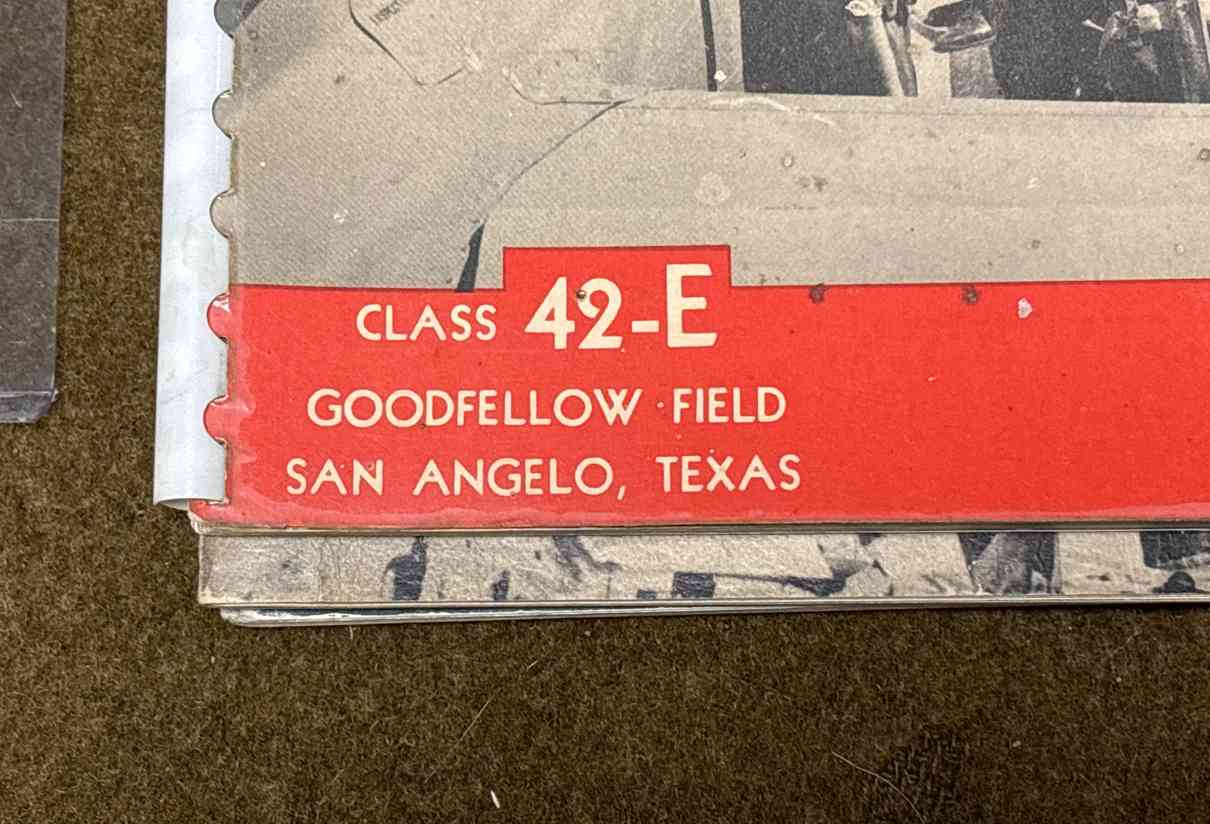 CLASS 42-E
GOODFELLOW FIELD
SAN ANGELO, TEXAS